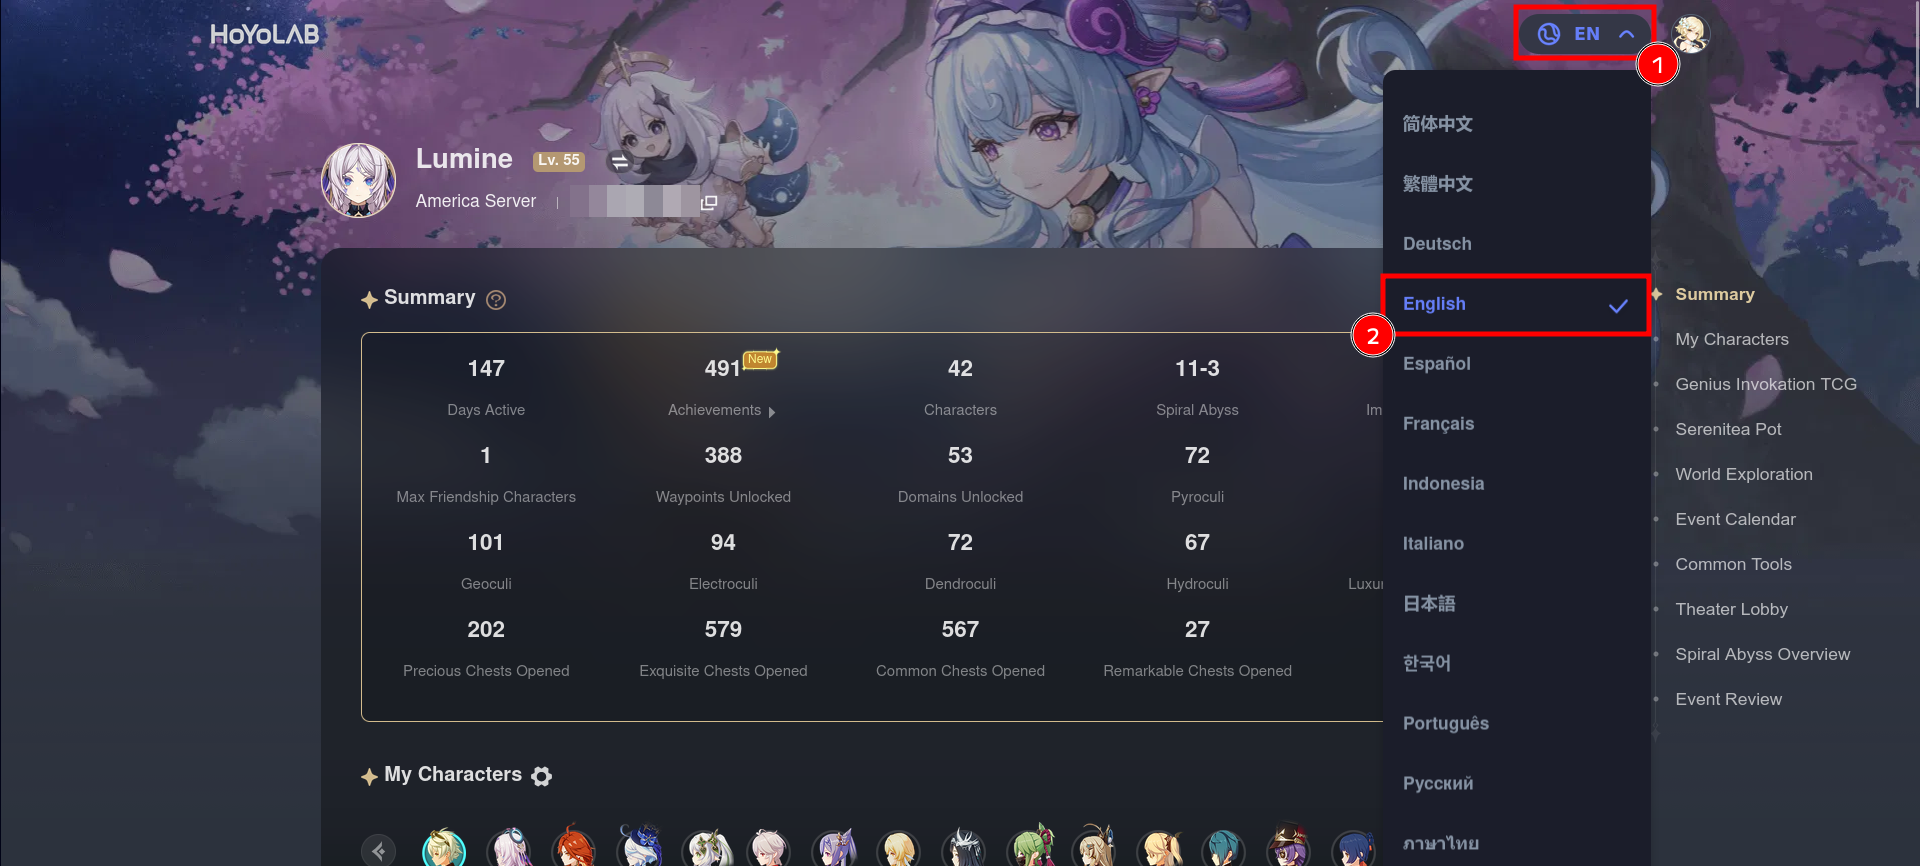 HoYoLAB
EN
1
Lumine Lv. 55
America Server
简体中文
繁體中文
Deutsch
English
2
Español
Français
Indonesia
Italiano
日本語
한국어
Português
Русский
ภาษาไทย
Summary
147
Days Active
491 New
Achievements
42
Characters
11-3
Spiral Abyss
Im
1
Max Friendship Characters
388
Waypoints Unlocked
53
Domains Unlocked
72
Pyroculi
101
Geoculi
94
Electroculi
72
Dendroculi
67
Hydroculi
Luxur
202
Precious Chests Opened
579
Exquisite Chests Opened
567
Common Chests Opened
27
Remarkable Chests Opened
My Characters
Summary
My Characters
Genius Invokation TCG
Serenitea Pot
World Exploration
Event Calendar
Common Tools
Theater Lobby
Spiral Abyss Overview
Event Review